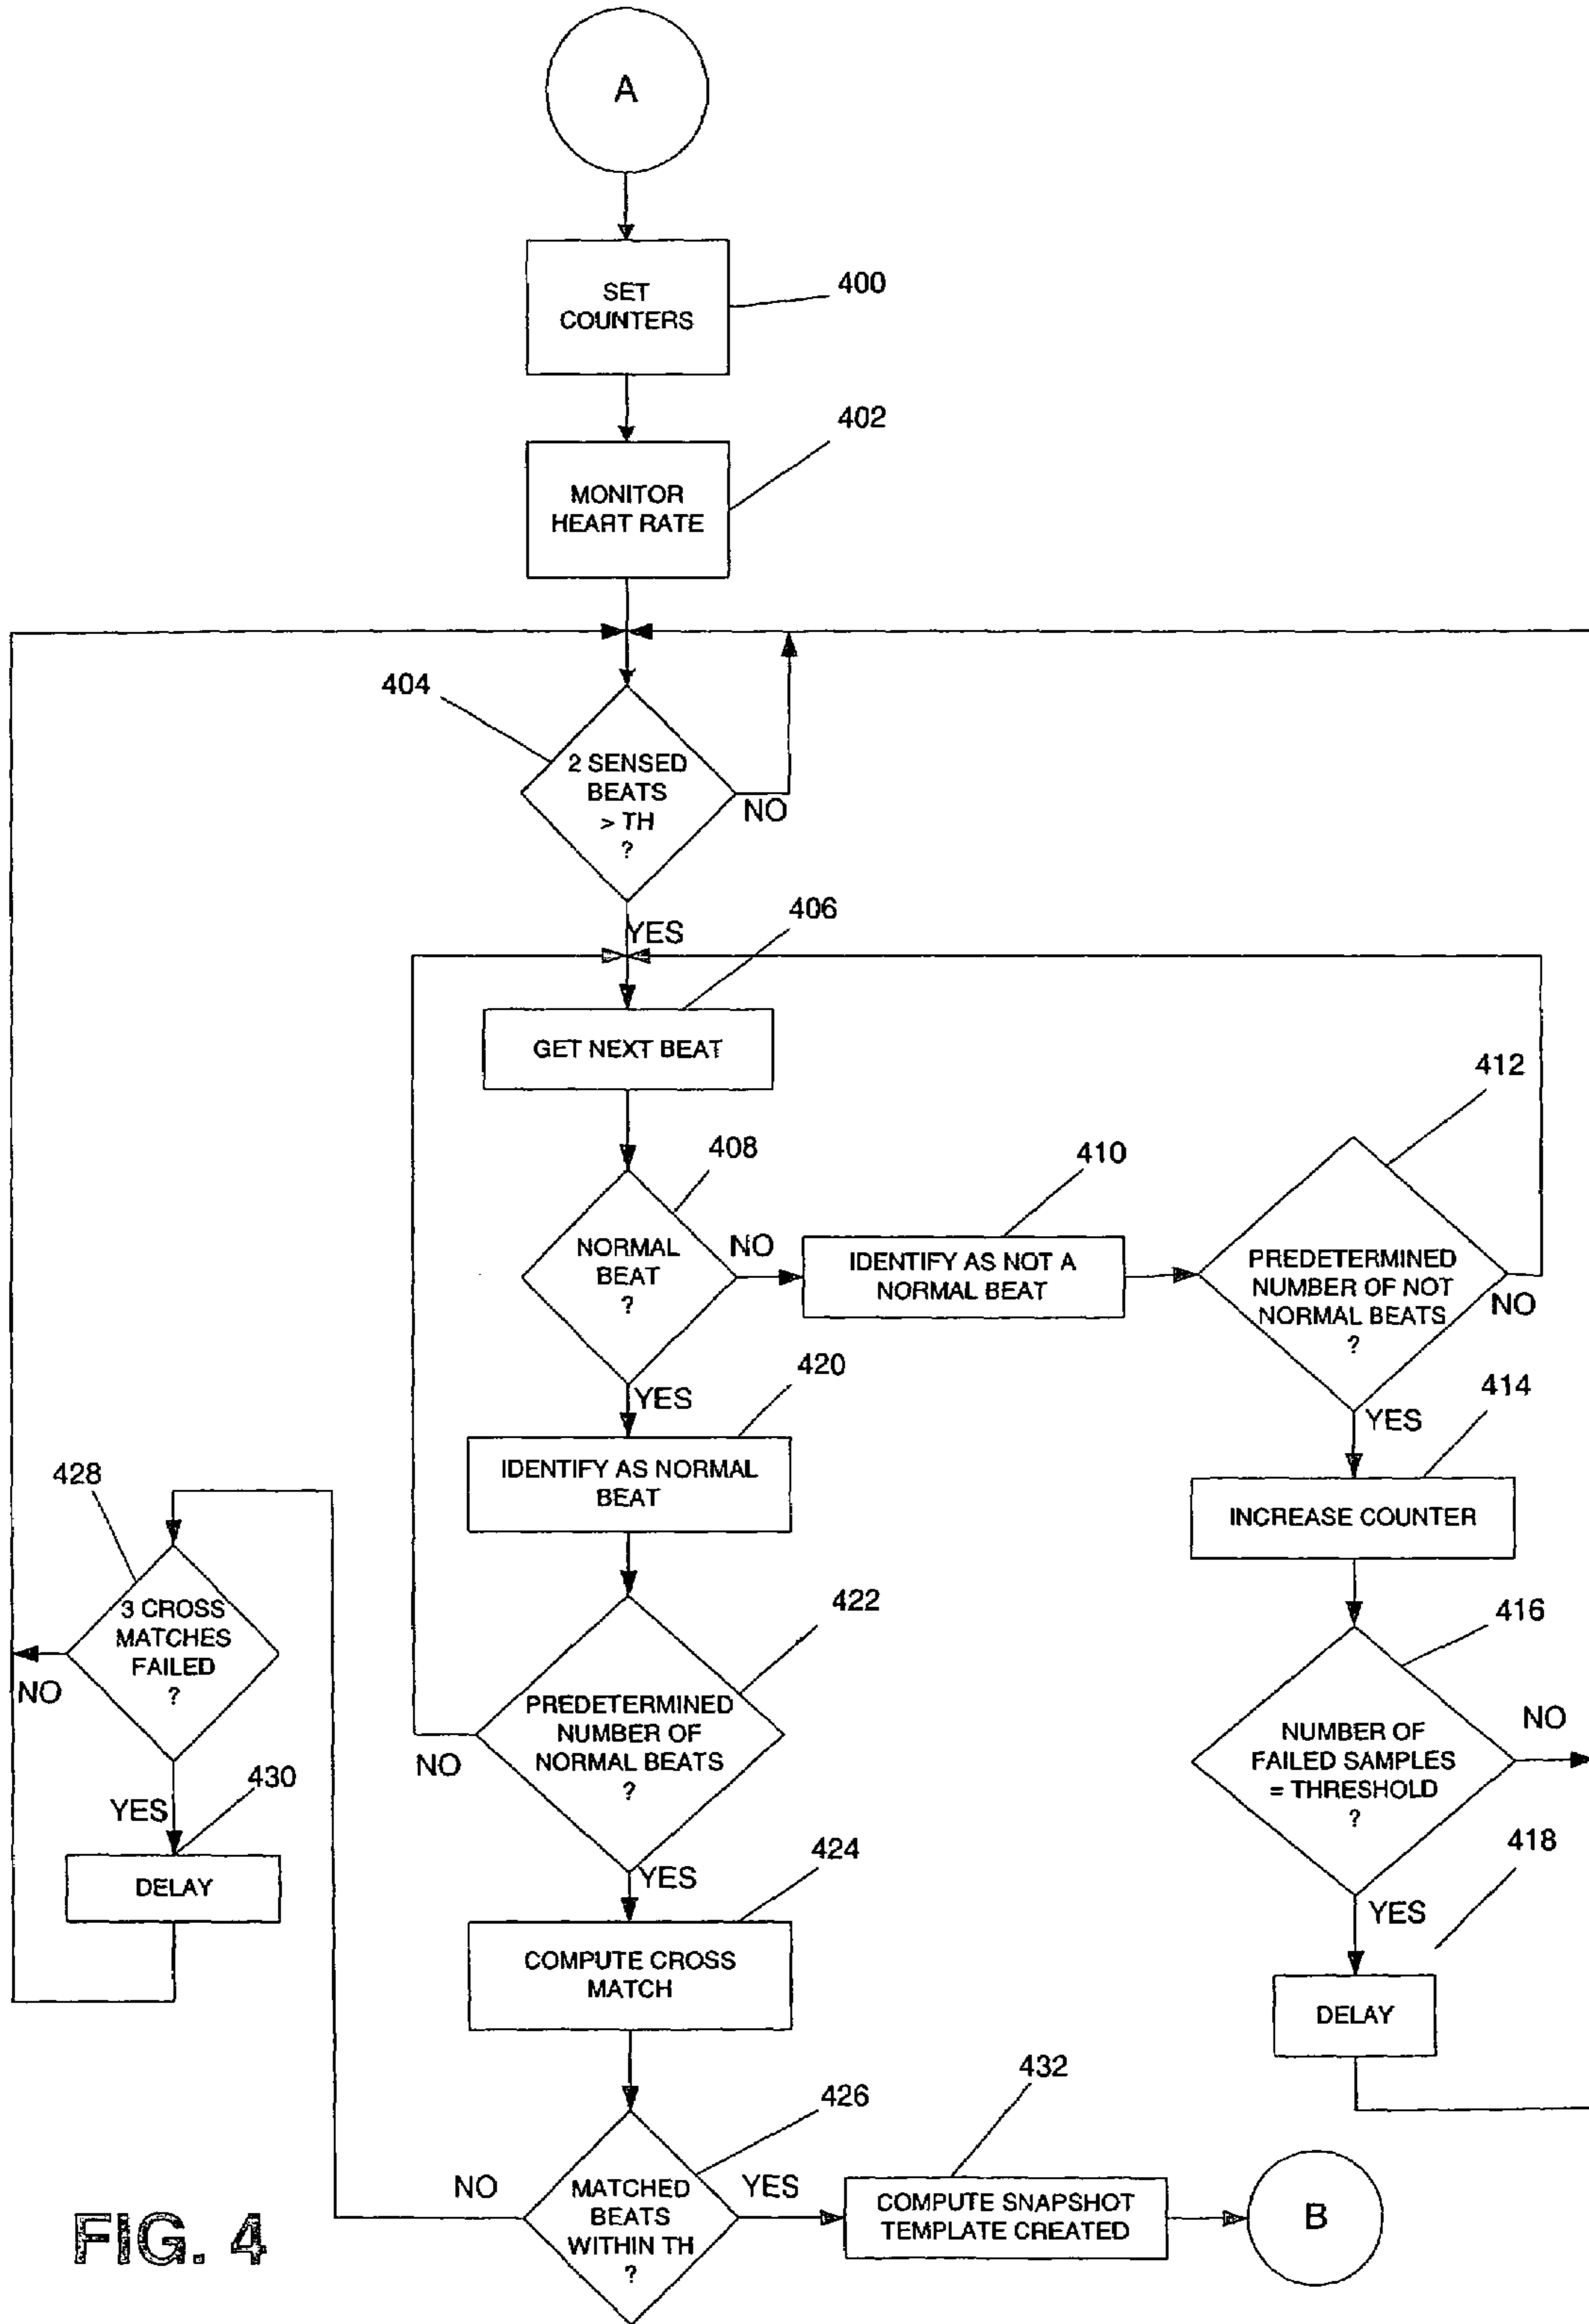 A
SET
COUNTERS
400
MONITOR
HEART RATE
402
404
2 SENSED
BEATS
> TH
?
NO
YES
406
GET NEXT BEAT
408
NORMAL
BEAT
?
NO
410
IDENTIFY AS NOT A
NORMAL BEAT
412
PREDETERMINED
NUMBER OF NOT
NORMAL BEATS
?
NO
YES
414
INCREASE COUNTER
416
NUMBER OF
FAILED SAMPLES
= THRESHOLD
?
NO
YES
418
DELAY
YES
420
IDENTIFY AS NORMAL
BEAT
422
PREDETERMINED
NUMBER OF
NORMAL BEATS
?
NO
YES
424
COMPUTE CROSS
MATCH
426
MATCHED
BEATS
WITHIN TH
?
NO
YES
428
3 CROSS
MATCHES
FAILED
?
NO
YES
430
DELAY
432
COMPUTE SNAPSHOT
TEMPLATE CREATED
B
FIG. 4